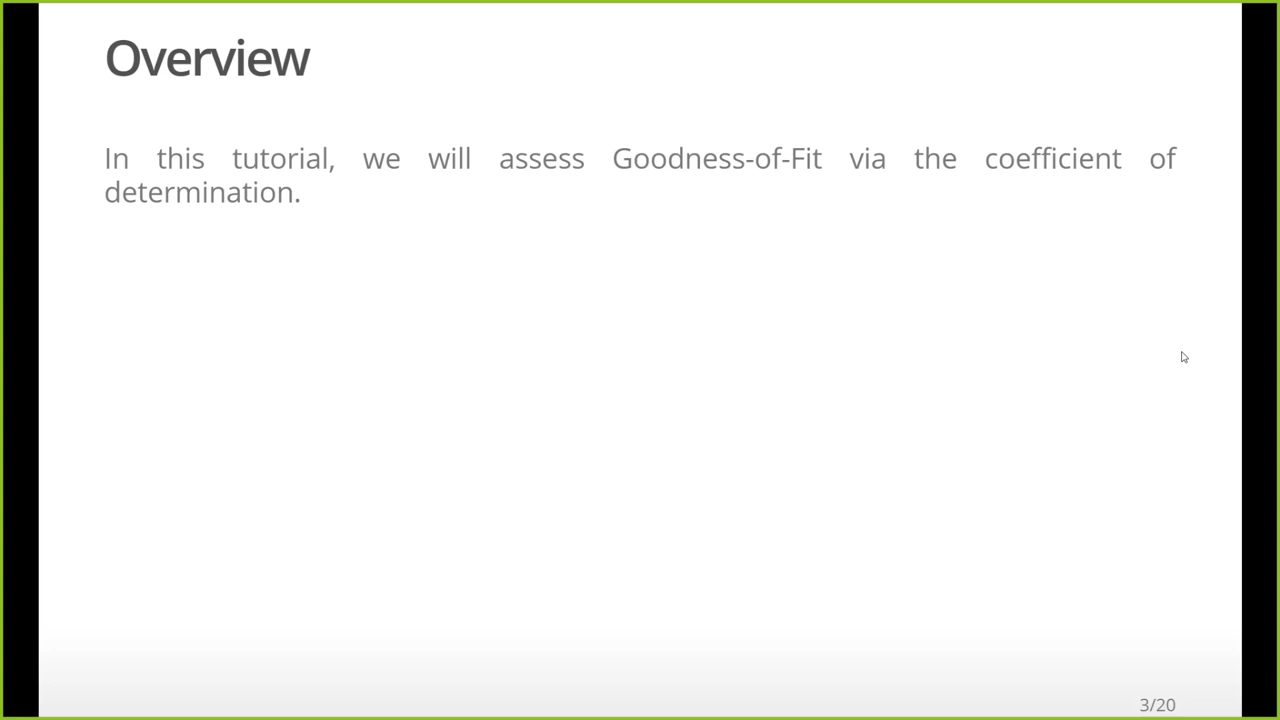 Overview
In this tutorial, we will assess Goodness-of-Fit via the coefficient of
determination.
3/20